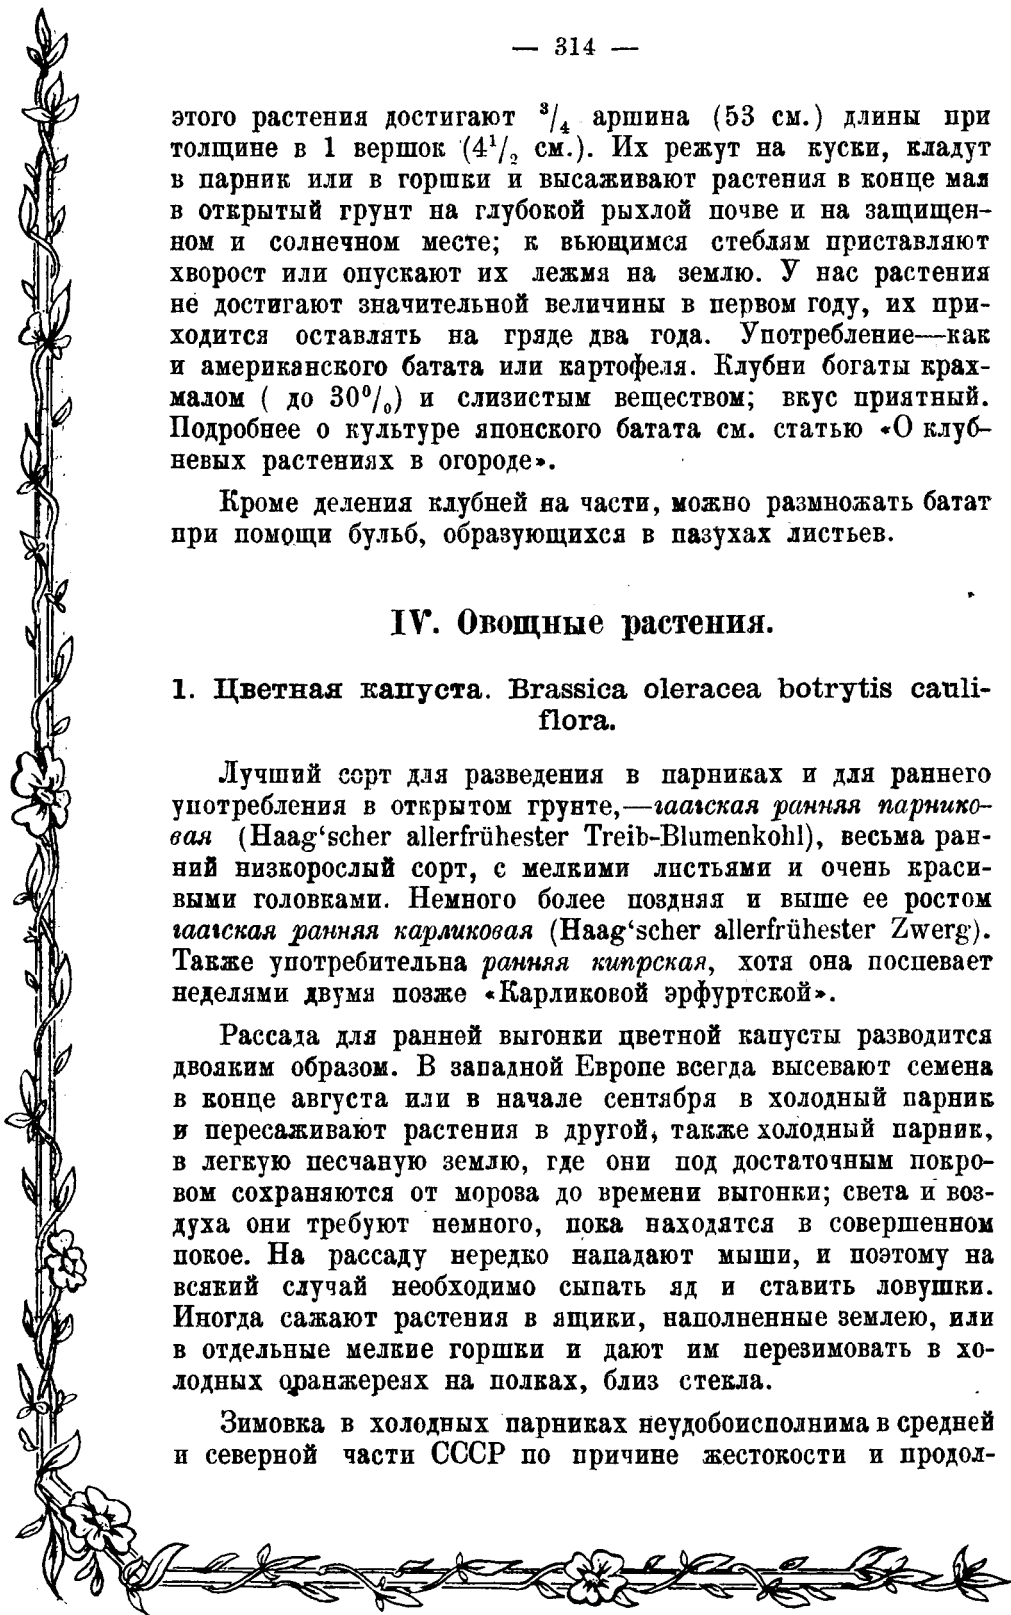 — 314 —
этого растения достигают ³/₄ аршина (53 см.) длины при
толщине в 1 вершок (4¹/₂ см.). Их режут на куски, кладут
в парник или в горшки и высаживают растения в конце мая
в открытый грунт на глубокой рыхлой почве и на защищен-
ном и солнечном месте; к вьющимся стеблям приставляют
хворост или опускают их лежмя на землю. У нас растения
не достигают значительной величины в первом году, их при-
ходится оставлять на гряде два года. Употребление—как
и американского батата или картофеля. Клубни богаты крах-
малом ( до 30⁰/₀) и слизистым веществом; вкус приятный.
Подробнее о культуре японского батата см. статью «О клуб-
невых растениях в огороде».
Кроме деления клубней на части, можно размножать батат
при помощи бульб, образующихся в пазухах листьев.
IV. Овощные растения.
1. Цветная капуста. Brassica oleracea botrytis cauli-
flora.
Лучший сорт для разведения в парниках и для раннего
употребления в открытом грунте,—гаагская ранняя парнико-
вая (Haag‘scher allerfrühester Treib-Blumenkohl), весьма ран-
ний низкорослый сорт, с мелкими листьями и очень краси-
выми головками. Немного более поздняя и выше ее ростом
гаагская ранняя карликовая (Haag‘scher allerfrühester Zwerg).
Также употребительна ранняя кипрская, хотя она поспевает
неделями двумя позже «Карликовой эрфуртской».
Рассада для ранней выгонки цветной капусты разводится
двояким образом. В западной Европе всегда высевают семена
в конце августа или в начале сентября в холодный парник
и пересаживают растения в другой, также холодный парник,
в легкую песчаную землю, где они под достаточным покро-
вом сохраняются от мороза до времени выгонки; света и воз-
духа они требуют немного, пока находятся в совершенном
покое. На рассаду нередко нападают мыши, и поэтому на
всякий случай необходимо сыпать яд и ставить ловушки.
Иногда сажают растения в ящики, наполненные землею, или
в отдельные мелкие горшки и дают им перезимовать в хо-
лодных оранжереях на полках, близ стекла.
Зимовка в холодных парниках неудобоисполнима в средней
и северной части СССР по причине жестокости и продол-